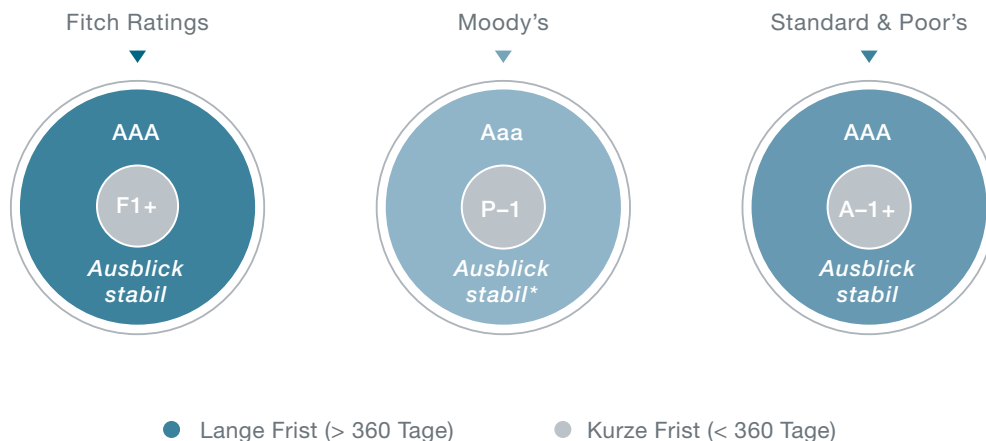 Fitch Ratings
Moody's
Standard & Poor's
AAA
Aaa
AAA
F1+
P–1
A–1+
Ausblick
stabil
Ausblick
stabil*
Ausblick
stabil
Lange Frist (> 360 Tage)
Kurze Frist (< 360 Tage)